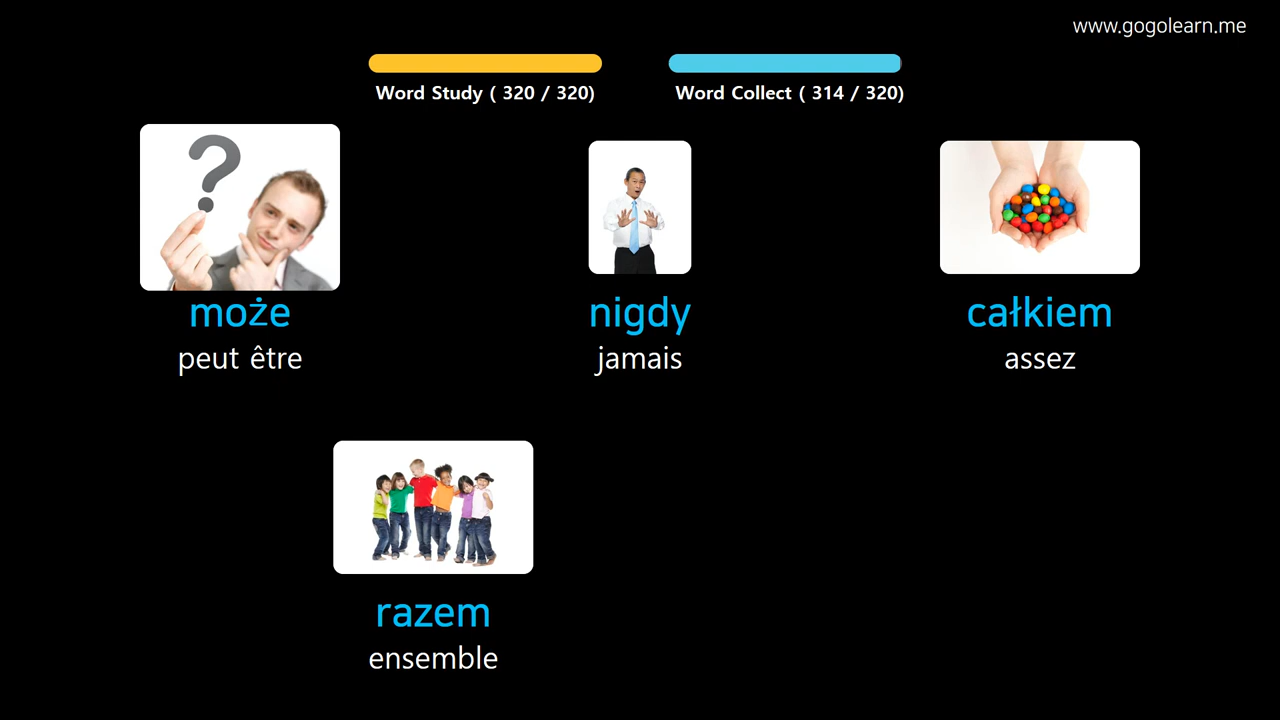 www.gogolearn.me
Word Study ( 320 / 320)
Word Collect ( 314 / 320)
może
peut être
nigdy
jamais
całkiem
assez
razem
ensemble